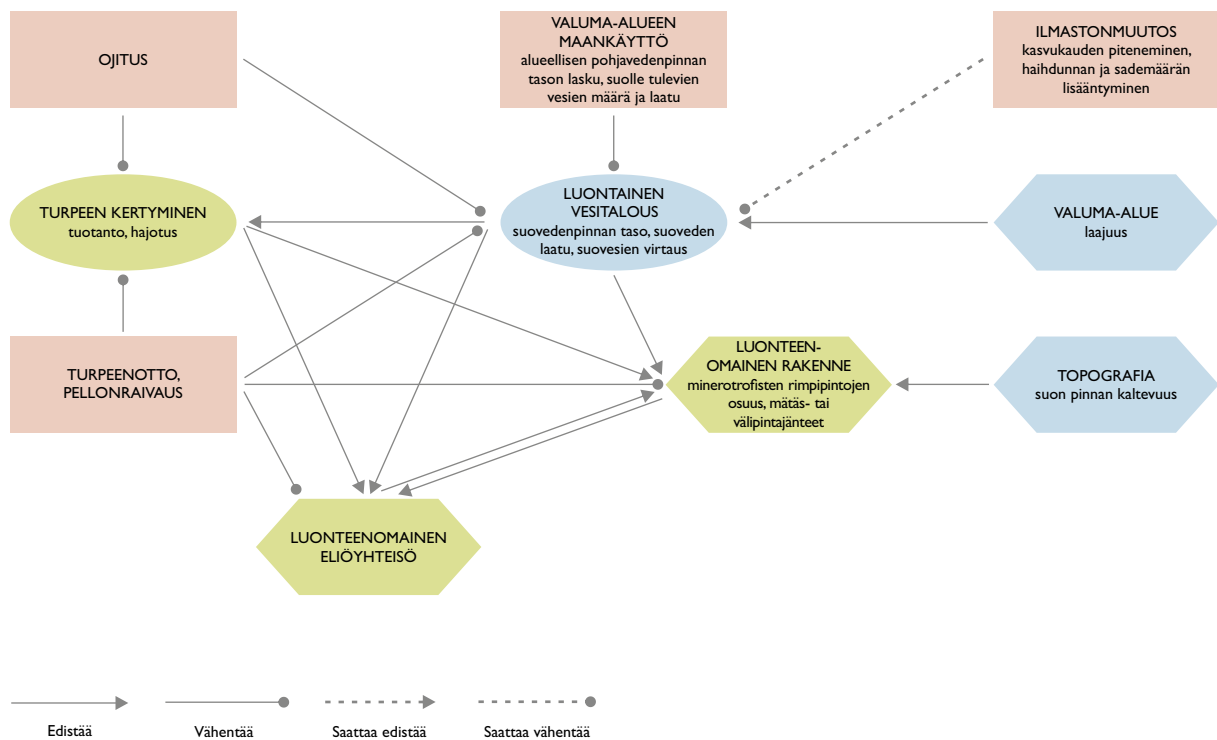 OJITUS
VALUMA-ALUEEN
MAANKÄYTTÖ
alueellisen pohjavedenpinnan
tason lasku, suolle tulevien
vesien määrä ja laatu
ILMASTONMUUTOS
kasvukauden piteneminen,
haihdunnan ja sademäärän
lisääntyminen
TURPEEN KERTYMINEN
tuotanto, hajotus
LUONTAINEN
VESITALOUS
suovedenpinnan taso, suoveden
laatu, suovesien virtaus
VALUMA-ALUE
laajuus
TURPEENOTTO,
PELLONRAIVAUS
LUONTEEN-
OMAINEN RAKENNE
minerotrofisten rimpipintojen
osuus, mätäs- tai
välipintajänteet
TOPOGRAFIA
suon pinnan kaltevuus
LUONTEENOMAINEN
ELIÖYHTEISÖ
Edistää
Vähentää
Saattaa edistää
Saattaa vähentää